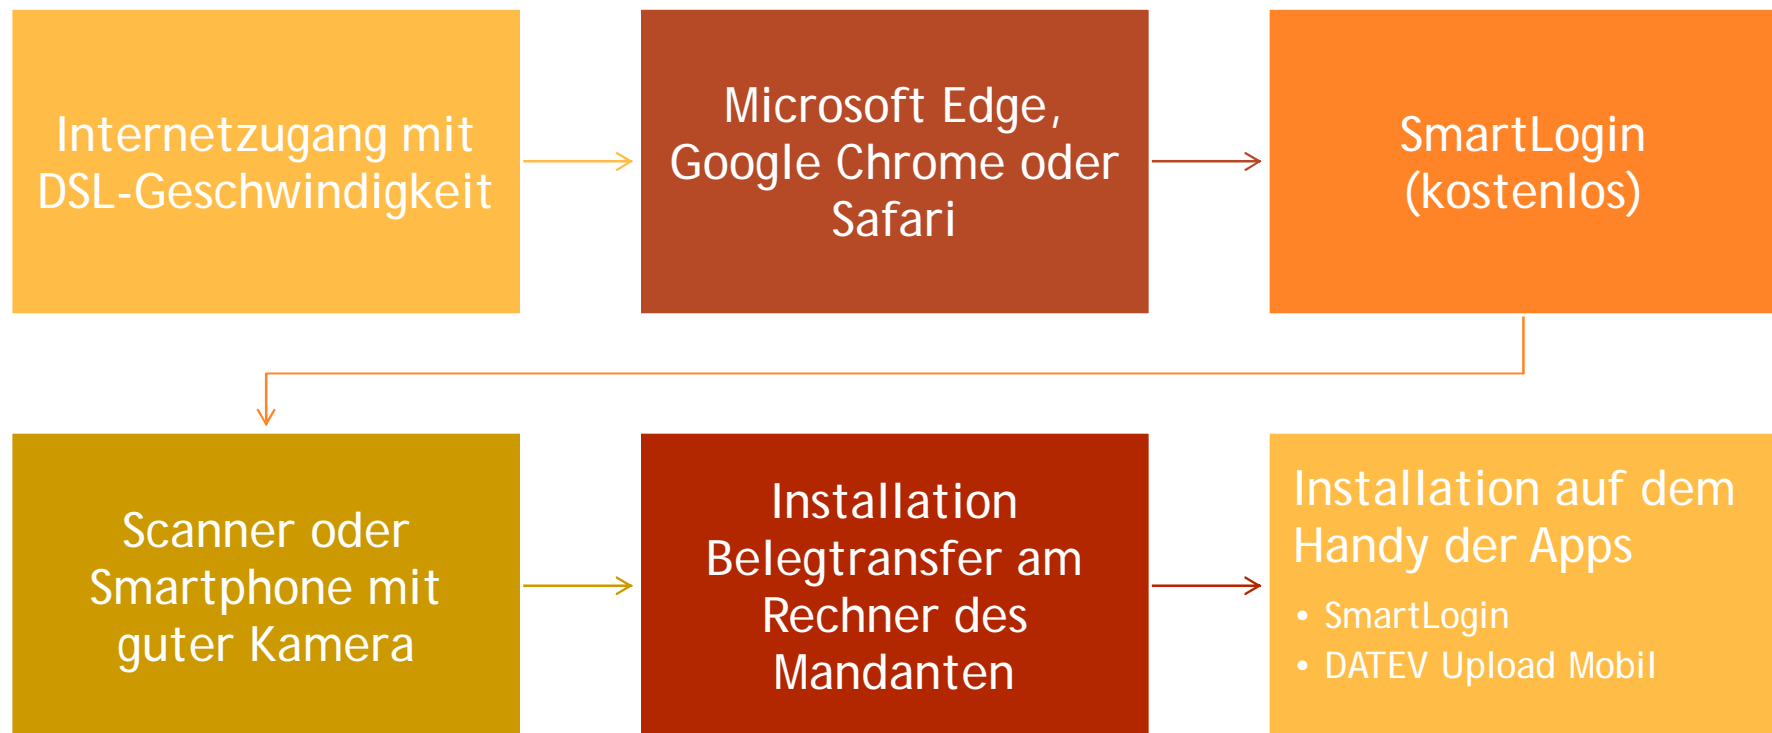 Internetzugang mit
DSL-Geschwindigkeit
Microsoft Edge,
Google Chrome oder
Safari
SmartLogin
(kostenlos)
Scanner oder
Smartphone mit
guter Kamera
Installation
Belegtransfer am
Rechner des
Mandanten
Installation auf dem
Handy der Apps
• SmartLogin
• DATEV Upload Mobil